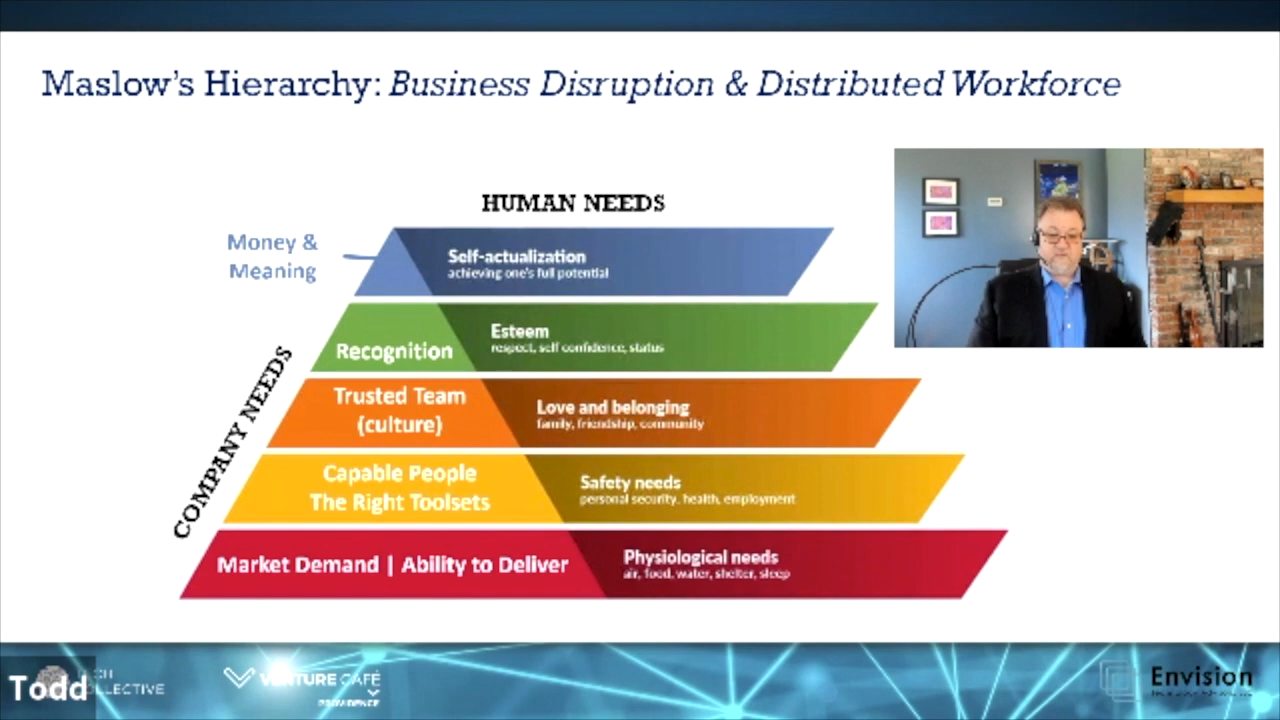 Maslow's Hierarchy: Business Disruption & Distributed Workforce
HUMAN NEEDS
COMPANY NEEDS
Money &
Meaning
Self-actualization
achieving one's full potential
Recognition
Esteem
respect, self confidence, status
Trusted Team
(culture)
Love and belonging
family, friendship, community
Capable People
The Right Toolsets
Safety needs
personal security, health, employment
Market Demand | Ability to Deliver
Physiological needs
air, food, water, shelter, sleep
Todd
VENTURE CAFÉ
PROVIDENCE
Envision